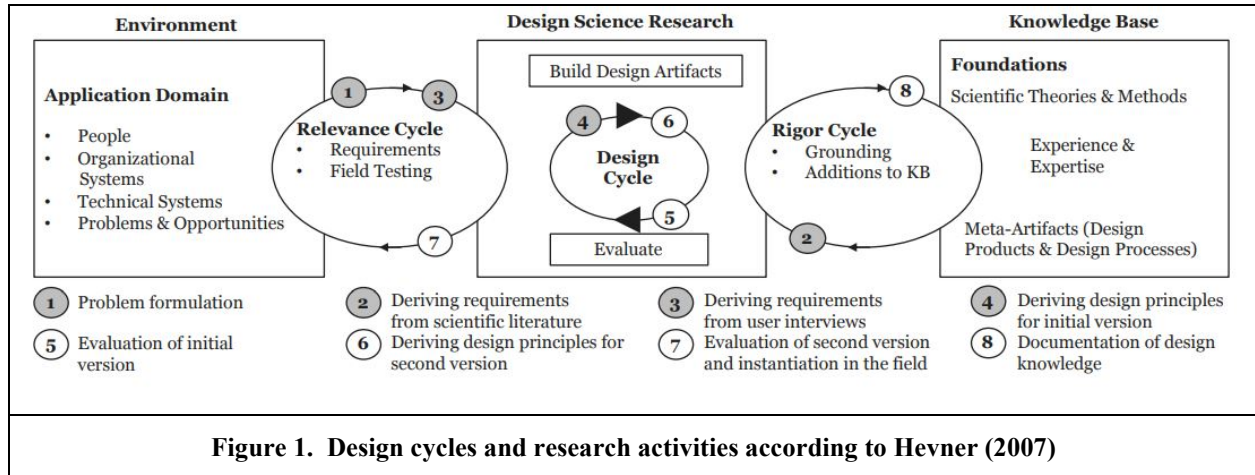 Environment
Design Science Research
Knowledge Base
Application Domain
• People
• Organizational
Systems
• Technical Systems
• Problems & Opportunities
1
3
Relevance Cycle
• Requirements
• Field Testing
7
Build Design Artifacts
4
6
Design
Cycle
5
Evaluate
8
Rigor Cycle
• Grounding
• Additions to KB
2
Foundations
Scientific Theories & Methods
Experience &
Expertise
Meta-Artifacts (Design
Products & Design Processes)
1 Problem formulation
2 Deriving requirements
from scientific literature
3 Deriving requirements
from user interviews
4 Deriving design principles
for initial version
5 Evaluation of initial
version
6 Deriving design principles for
second version
7 Evaluation of second version
and instantiation in the field
8 Documentation of design
knowledge
Figure 1. Design cycles and research activities according to Hevner (2007)